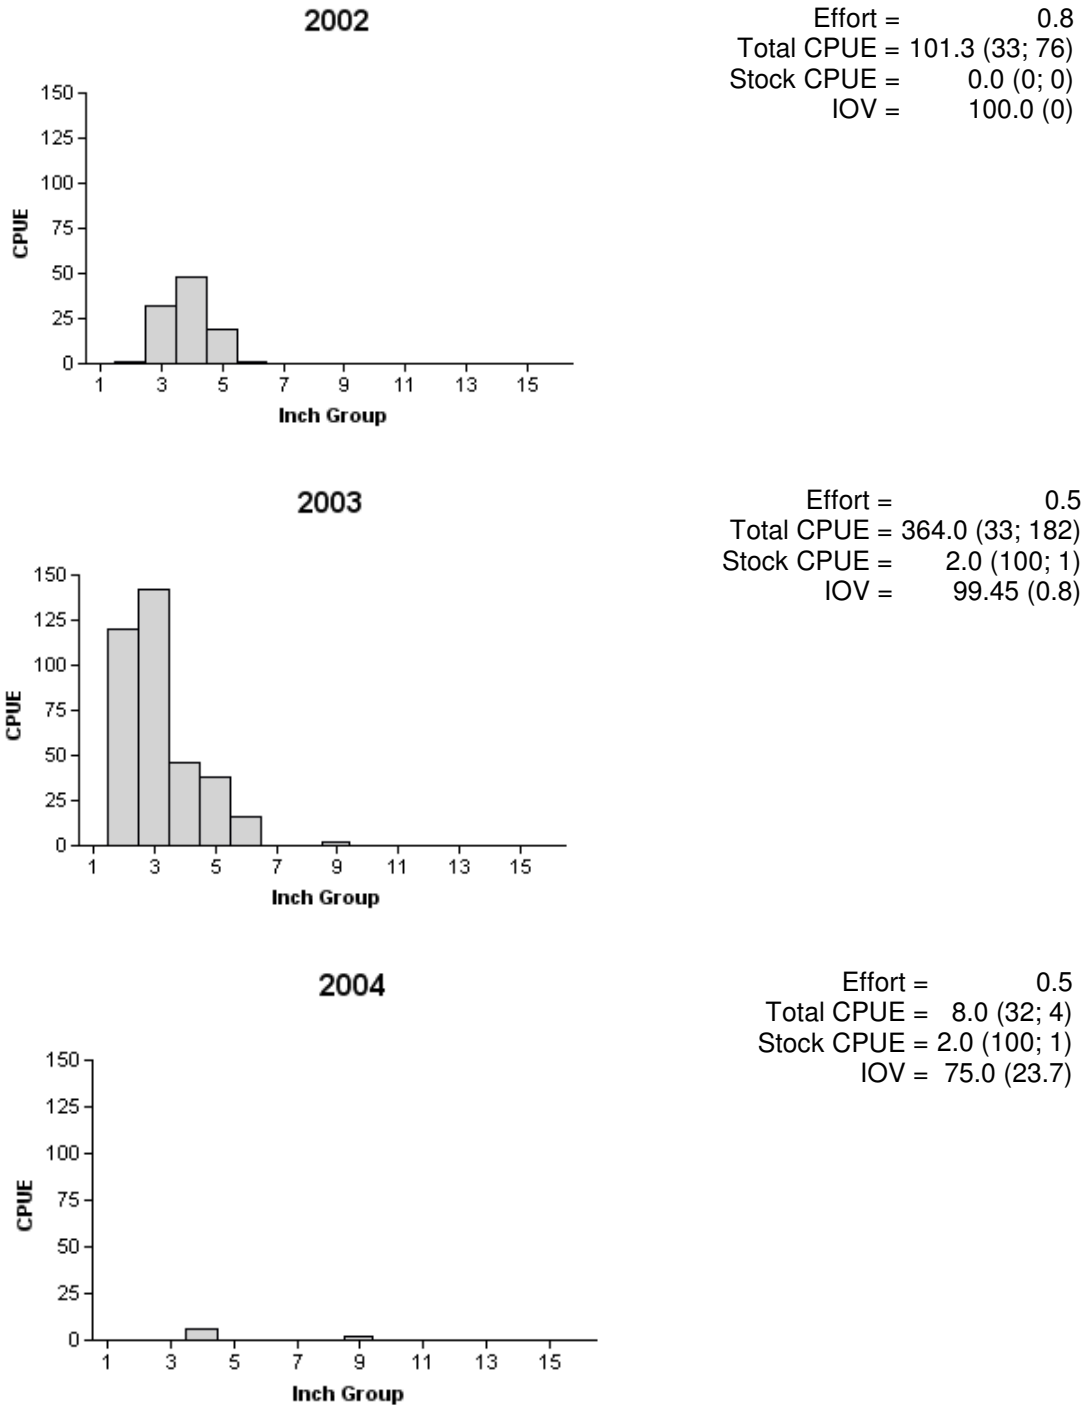 2002
Effort = 0.8
Total CPUE = 101.3 (33; 76)
Stock CPUE = 0.0 (0; 0)
IOV = 100.0 (0)
150
125
100
75
50
25
0
CPUE
1 3 5 7 9 11 13 15
Inch Group
2003
Effort = 0.5
Total CPUE = 364.0 (33; 182)
Stock CPUE = 2.0 (100; 1)
IOV = 99.45 (0.8)
150
125
100
75
50
25
0
CPUE
1 3 5 7 9 11 13 15
Inch Group
2004
Effort = 0.5
Total CPUE = 8.0 (32; 4)
Stock CPUE = 2.0 (100; 1)
IOV = 75.0 (23.7)
150
125
100
75
50
25
0
CPUE
1 3 5 7 9 11 13 15
Inch Group